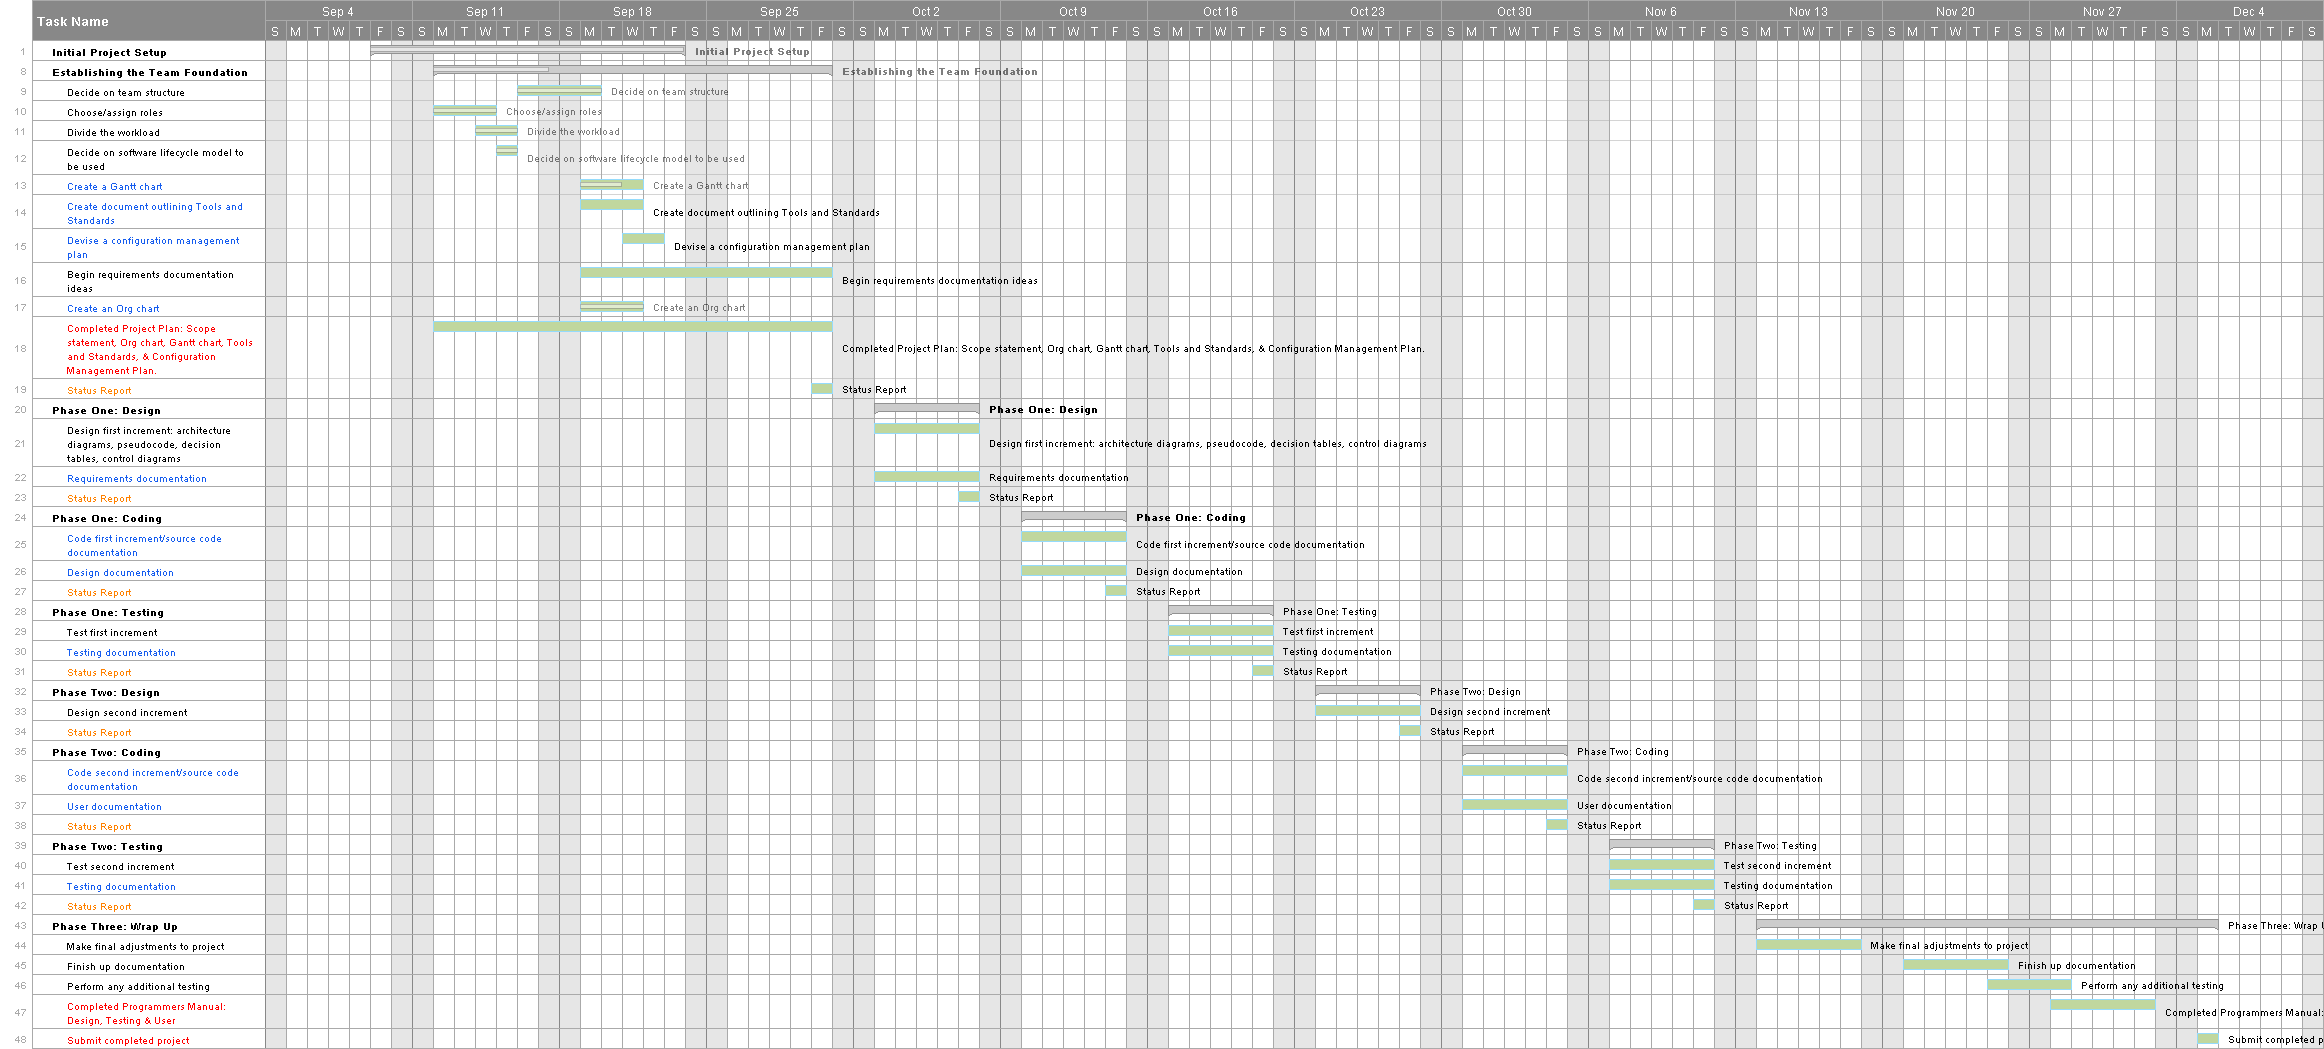 Task Name
Sep 4 Sep 11 Sep 18 Sep 25 Oct 2 Oct 9 Oct 16 Oct 23 Oct 30 Nov 6 Nov 13 Nov 20 Nov 27 Dec 4
S M T W T F S S M T W T F S S M T W T F S S M T W T F S S M T W T F S S M T W T F S S M T W T F S S M T W T F S S M T W T F S S M T W T F S S M T W T F S S M T W T F S S M T W T F S S M T W T F S
1 Initial Project Setup Initial Project Setup
8 Establishing the Team Foundation Establishing the Team Foundation
9 Decide on team structure Decide on team structure
10 Choose/assign roles Choose/assign roles
11 Divide the workload Divide the workload
12 Decide on software lifecycle model to
be used
Decide on software lifecycle model to be used
13 Create a Gantt chart Create a Gantt chart
14 Create document outlining Tools and
Standards
Create document outlining Tools and Standards
15 Devise a configuration management
plan
Devise a configuration management plan
16 Begin requirements documentation
ideas
Begin requirements documentation ideas
17 Create an Org chart Create an Org chart
18 Completed Project Plan: Scope
statement, Org chart, Gantt chart, Tools
and Standards, & Configuration
Management Plan.
Completed Project Plan: Scope statement, Org chart, Gantt chart, Tools and Standards, & Configuration Management Plan.
19 Status Report Status Report
20 Phase One: Design Phase One: Design
21 Design first increment: architecture
diagrams, pseudocode, decision
tables, control diagrams
Design first increment: architecture diagrams, pseudocode, decision tables, control diagrams
22 Requirements documentation Requirements documentation
23 Status Report Status Report
24 Phase One: Coding Phase One: Coding
25 Code first increment/source code
documentation
Code first increment/source code documentation
26 Design documentation Design documentation
27 Status Report Status Report
28 Phase One: Testing Phase One: Testing
29 Test first increment Test first increment
30 Testing documentation Testing documentation
31 Status Report Status Report
32 Phase Two: Design Phase Two: Design
33 Design second increment Design second increment
34 Status Report Status Report
35 Phase Two: Coding Phase Two: Coding
36 Code second increment/source code
documentation
Code second increment/source code documentation
37 User documentation User documentation
38 Status Report Status Report
39 Phase Two: Testing Phase Two: Testing
40 Test second increment Test second increment
41 Testing documentation Testing documentation
42 Status Report Status Report
43 Phase Three: Wrap Up Phase Three: Wrap
44 Make final adjustments to project Make final adjustments to project
45 Finish up documentation Finish up documentation
46 Perform any additional testing Perform any additional testing
47 Completed Programmers Manual:
Design, Testing & User
Completed Programmers Manual:
48 Submit completed project Submit completed p